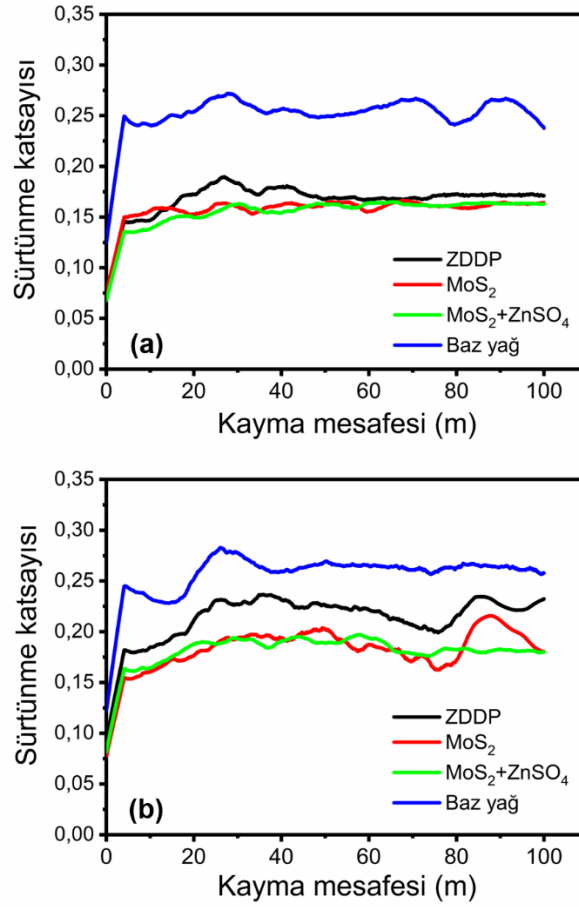 0,35
0,30
0,25
0,20
0,15
0,10
0,05
0,00
Sürtünme katsayısı
ZDDP
MoS₂
MoS₂+ZnSO₄
Baz yağ
(a)
0 20 40 60 80 100
Kayma mesafesi (m)
0,35
0,30
0,25
0,20
0,15
0,10
0,05
0,00
Sürtünme katsayısı
ZDDP
MoS₂
MoS₂+ZnSO₄
Baz yağ
(b)
0 20 40 60 80 100
Kayma mesafesi (m)